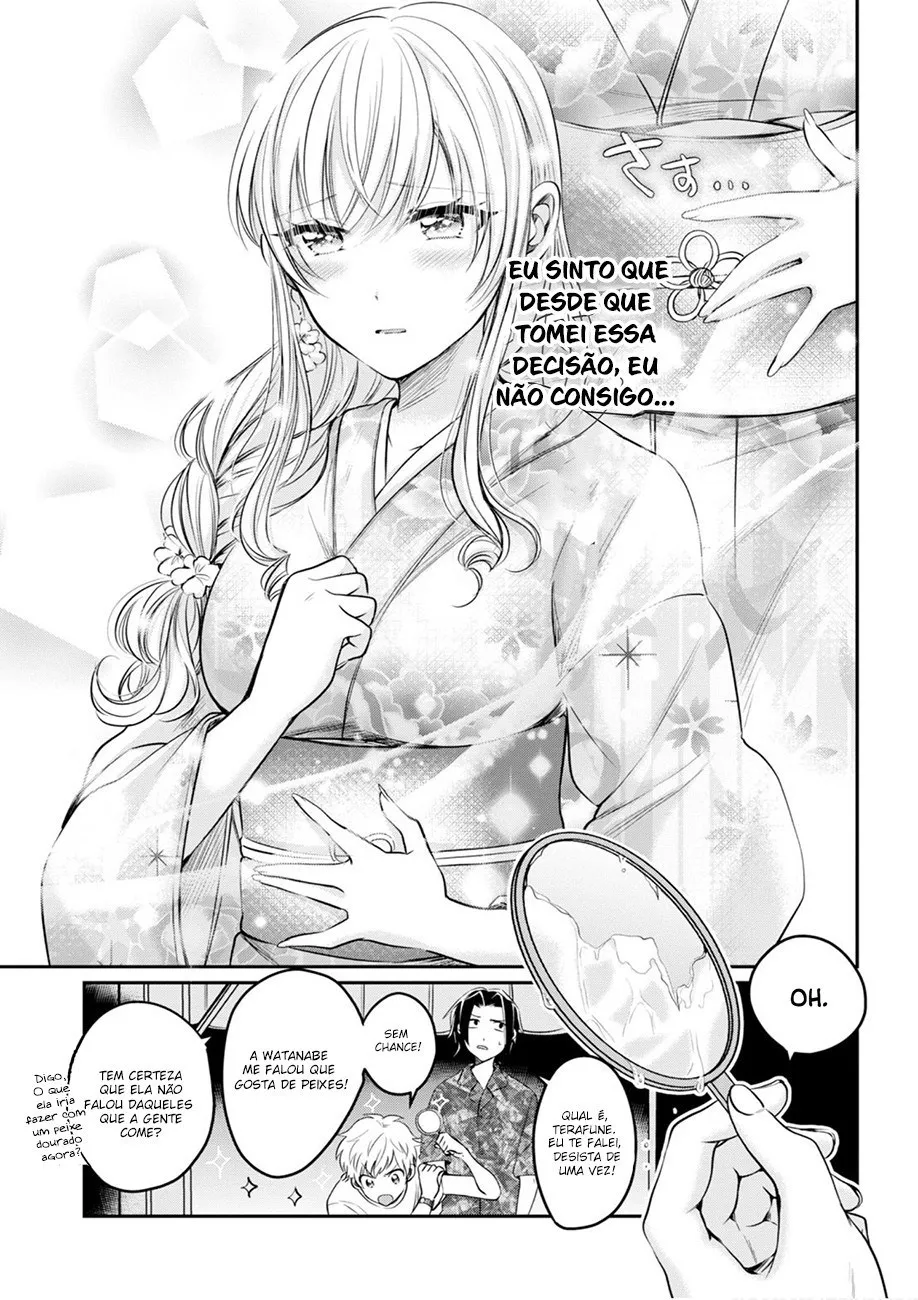 さす...
EU SINTO QUE
DESDE QUE
TOMEI ESSA
DECISÃO, EU
NÃO CONSIGO...
OH.
QUAL É,
TERAFUNE.
EU TE FALEI,
DESISTA DE
UMA VEZ!
SEM
CHANCE!
A WATANABE
ME FALOU QUE
GOSTA DE PEIXES!
TEM CERTEZA
QUE ELA NÃO
FALOU DAQUELES
QUE A GENTE
COME?
DIGO,
O que
ela iria
fazer com
um peixe
dourado
agora?